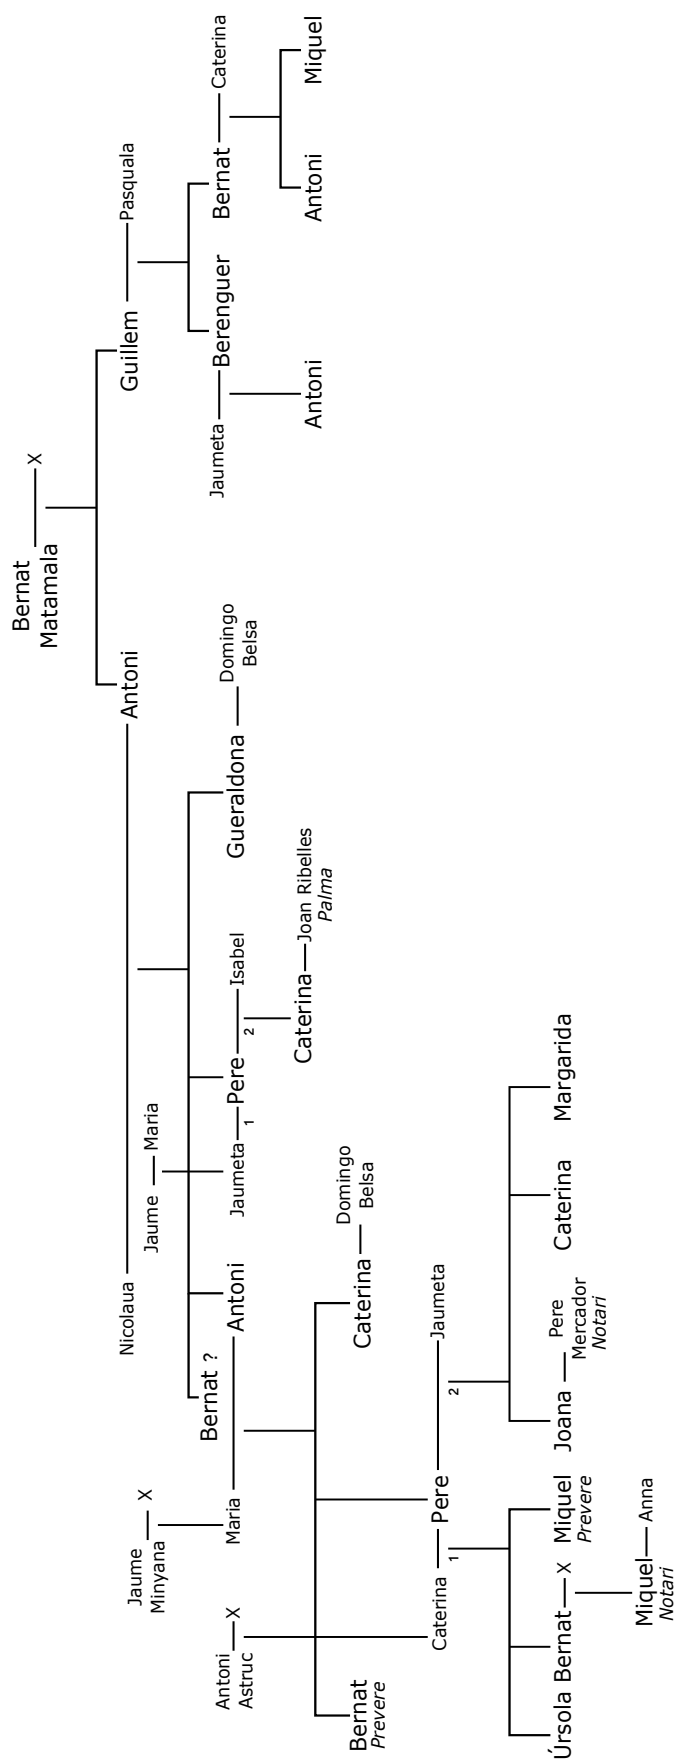 Bernat
Matamala
X
Antoni
Guillem
Pasquala
Nicolaua
Jaume
Maria
Jaume
Minyana
X
Bernat ?
Antoni
Maria
Jaumeta
1
Pere
2
Isabel
Gueraldona
Domingo
Belsa
Jaumeta
Berenguer
Bernat
Caterina
Antoni
Antoni
Miquel
Caterina
Joan Ribelles
Palma
Antoni
Astruc
X
Bernat
Prevere
Caterina
Domingo
Belsa
Caterina
1
Pere
2
Jaumeta
Úrsola
Bernat
X
Miquel
Prevere
Joana
Pere
Mercador
Notari
Caterina
Margarida
Miquel
Notari
Anna